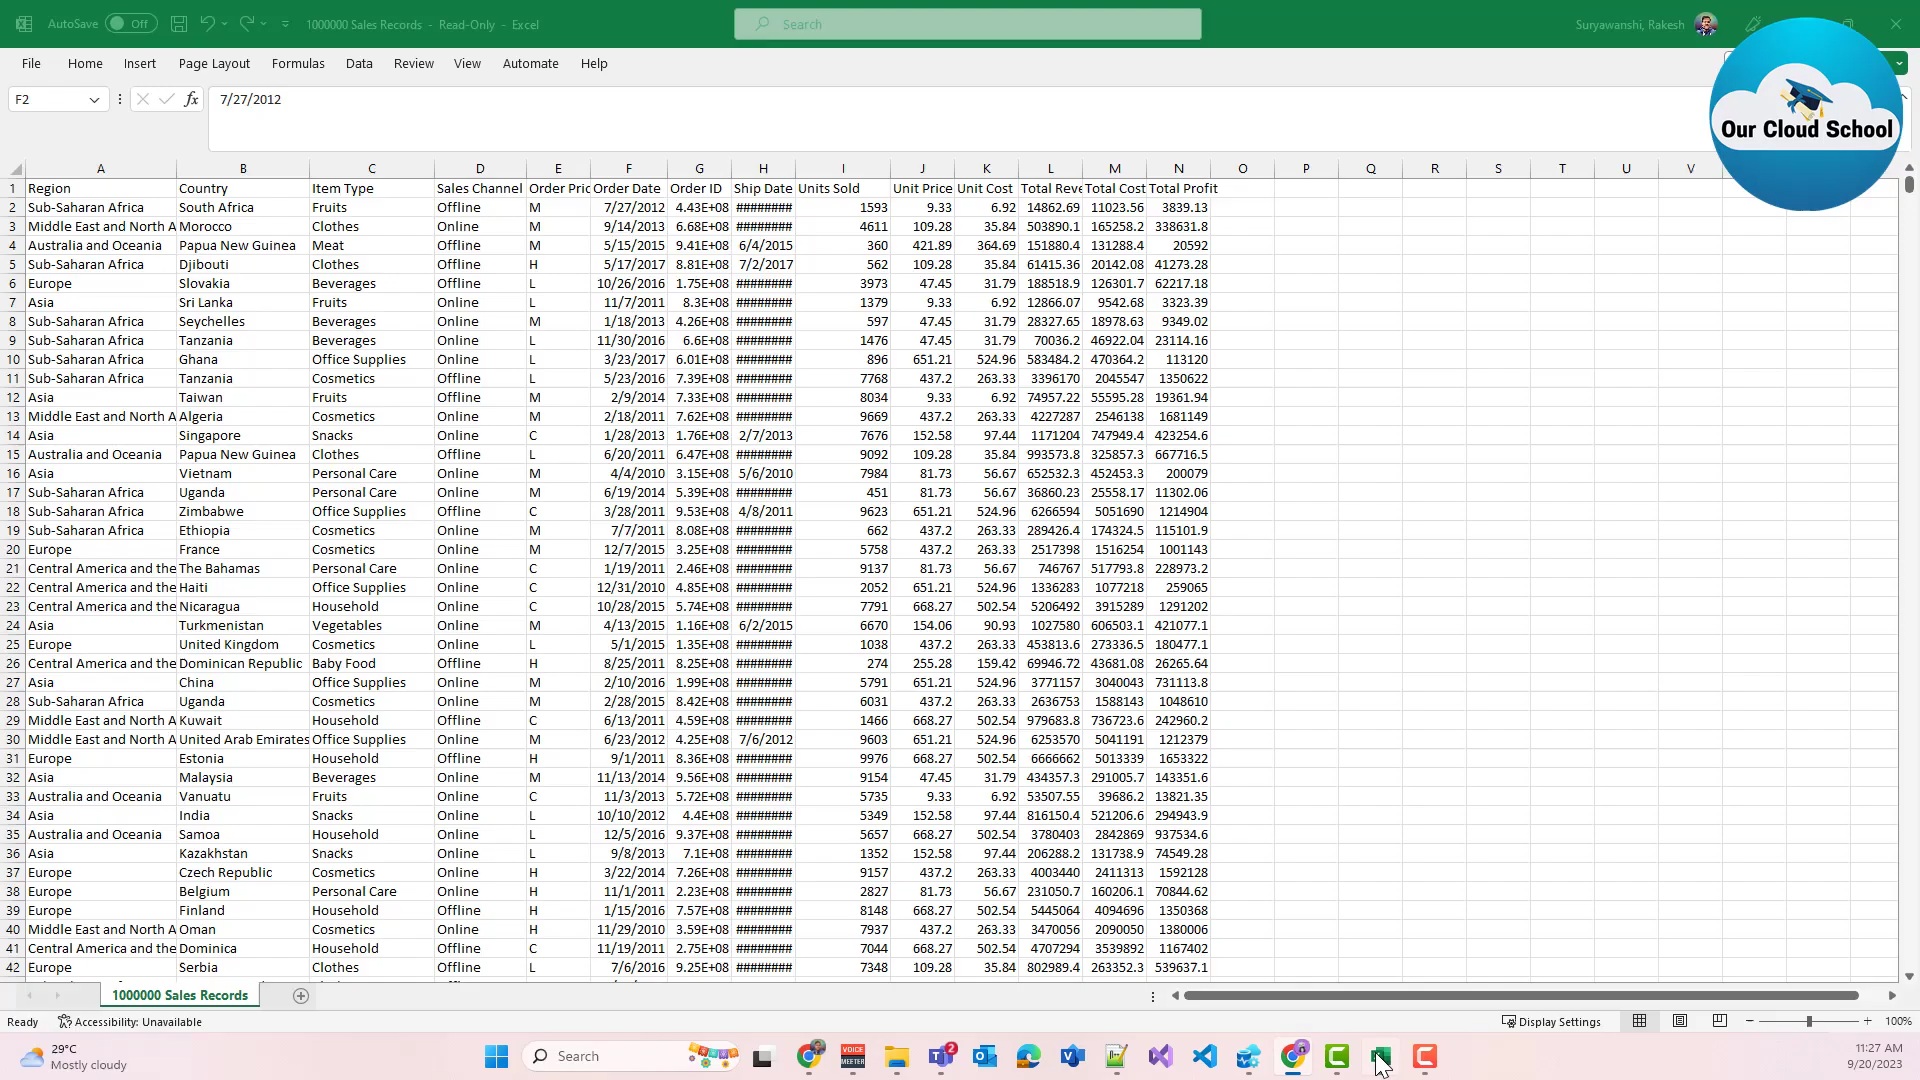 AutoSave Off 1000000 Sales Records - Read-Only - Excel Search Suryawanshi, Rakesh
File Home Insert Page Layout Formulas Data Review View Automate Help
F2 fx 7/27/2012
Our Cloud School
A B C D E F G H I J K L M N O P Q R S T U V
1 Region Country Item Type Sales Channel Order Pric Order Date Order ID Ship Date Units Sold Unit Price Unit Cost Total Reve Total Cost Total Profit
2 Sub-Saharan Africa South Africa Fruits Offline M 7/27/2012 4.43E+08 ######## 1593 9.33 6.92 14862.69 11023.56 3839.13
3 Middle East and North A Morocco Clothes Online M 9/14/2013 6.68E+08 ######## 4611 109.28 35.84 503890.1 165258.2 338631.8
4 Australia and Oceania Papua New Guinea Meat Offline M 5/15/2015 9.41E+08 6/4/2015 360 421.89 364.69 151880.4 131288.4 20592
5 Sub-Saharan Africa Djibouti Clothes Offline H 5/17/2017 8.81E+08 7/2/2017 562 109.28 35.84 61415.36 20142.08 41273.28
6 Europe Slovakia Beverages Offline L 10/26/2016 1.75E+08 ######## 3973 47.45 31.79 188518.9 126301.7 62217.18
7 Asia Sri Lanka Fruits Online L 11/7/2011 8.3E+08 ######## 1379 9.33 6.92 12866.07 9542.68 3323.39
8 Sub-Saharan Africa Seychelles Beverages Online M 1/18/2013 4.26E+08 ######## 597 47.45 31.79 28327.65 18978.63 9349.02
9 Sub-Saharan Africa Tanzania Beverages Online L 11/30/2016 6.6E+08 ######## 1476 47.45 31.79 70036.2 46922.04 23114.16
10 Sub-Saharan Africa Ghana Office Supplies Online L 3/23/2017 6.01E+08 ######## 896 651.21 524.96 583484.2 470364.2 113120
11 Sub-Saharan Africa Tanzania Cosmetics Offline L 5/23/2016 7.39E+08 ######## 7768 437.2 263.33 3396170 2045547 1350622
12 Asia Taiwan Fruits Offline M 2/9/2014 7.33E+08 ######## 8034 9.33 6.92 74957.22 55595.28 19361.94
13 Middle East and North A Algeria Cosmetics Online M 2/18/2011 7.62E+08 ######## 9669 437.2 263.33 4227287 2546138 1681149
14 Asia Singapore Snacks Online C 1/28/2013 1.76E+08 2/7/2013 7676 152.58 97.44 1171204 747949.4 423254.6
15 Australia and Oceania Papua New Guinea Clothes Offline L 6/20/2011 6.47E+08 ######## 9092 109.28 35.84 993573.8 325857.3 667716.5
16 Asia Vietnam Personal Care Online M 4/4/2010 3.15E+08 5/6/2010 7984 81.73 56.67 652532.3 452453.3 200079
17 Sub-Saharan Africa Uganda Personal Care Online M 6/19/2014 5.39E+08 ######## 451 81.73 56.67 36860.23 25558.17 11302.06
18 Sub-Saharan Africa Zimbabwe Office Supplies Offline C 3/28/2011 9.53E+08 4/8/2011 9623 651.21 524.96 6266594 5051690 1214904
19 Sub-Saharan Africa Ethiopia Cosmetics Online M 7/7/2011 8.08E+08 ######## 662 437.2 263.33 289426.4 174324.5 115101.9
20 Europe France Cosmetics Online M 12/7/2015 3.25E+08 ######## 5758 437.2 263.33 2517398 1516254 1001143
21 Central America and the The Bahamas Personal Care Online C 1/19/2011 2.46E+08 ######## 9137 81.73 56.67 746767 517793.8 228973.2
22 Central America and the Haiti Office Supplies Online C 12/31/2010 4.85E+08 ######## 2052 651.21 524.96 1336283 1077218 259065
23 Central America and the Nicaragua Household Online C 10/28/2015 5.74E+08 ######## 7791 668.27 502.54 5206492 3915289 1291202
24 Asia Turkmenistan Vegetables Online M 4/13/2015 1.16E+08 6/2/2015 6670 154.06 90.93 1027580 606503.1 421077.1
25 Europe United Kingdom Cosmetics Online L 5/1/2015 1.35E+08 ######## 1038 437.2 263.33 453813.6 273336.5 180477.1
26 Central America and the Dominican Republic Baby Food Offline H 8/25/2011 8.25E+08 ######## 274 255.28 159.42 69946.72 43681.08 26265.64
27 Asia China Office Supplies Online M 2/10/2016 1.99E+08 ######## 5791 651.21 524.96 3771157 3040043 731113.8
28 Sub-Saharan Africa Uganda Cosmetics Online M 2/28/2015 8.42E+08 ######## 6031 437.2 263.33 2636753 1588143 1048610
29 Middle East and North A Kuwait Household Offline C 6/13/2011 4.59E+08 ######## 1466 668.27 502.54 979683.8 736723.6 242960.2
30 Middle East and North A United Arab Emirates Office Supplies Online M 6/23/2012 4.25E+08 7/6/2012 9603 651.21 524.96 6253570 5041191 1212379
31 Europe Estonia Household Offline H 9/1/2011 8.36E+08 ######## 9976 668.27 502.54 6666662 5013339 1653322
32 Asia Malaysia Beverages Online M 11/13/2014 9.56E+08 ######## 9154 47.45 31.79 434357.3 291005.7 143351.6
33 Australia and Oceania Vanuatu Fruits Online C 11/3/2013 5.72E+08 ######## 5735 9.33 6.92 53507.55 39686.2 13821.35
34 Asia India Snacks Online L 10/10/2012 4.4E+08 ######## 5349 152.58 97.44 816150.4 521206.6 294943.9
35 Australia and Oceania Samoa Household Online L 12/5/2016 9.37E+08 ######## 5657 668.27 502.54 3780403 2842869 937534.6
36 Asia Kazakhstan Snacks Online L 9/8/2013 7.1E+08 ######## 1352 152.58 97.44 206288.2 131738.9 74549.28
37 Europe Czech Republic Cosmetics Online H 3/22/2014 7.26E+08 ######## 9157 437.2 263.33 4003440 2411313 1592128
38 Europe Belgium Personal Care Online H 11/1/2011 2.23E+08 ######## 2827 81.73 56.67 231050.7 160206.1 70844.62
39 Europe Finland Household Offline H 1/15/2016 7.57E+08 ######## 8148 668.27 502.54 5445064 4094696 1350368
40 Middle East and North A Oman Cosmetics Online H 11/29/2010 3.59E+08 ######## 7937 437.2 263.33 3470056 2090050 1380006
41 Central America and the Dominica Household Offline C 11/19/2011 2.75E+08 ######## 7044 668.27 502.54 4707294 3539892 1167402
42 Europe Serbia Clothes Offline L 7/6/2016 9.25E+08 ######## 7348 109.28 35.84 802989.4 263352.3 539637.1
1000000 Sales Records
Ready Accessibility: Unavailable Display Settings 100%
29°C
Mostly cloudy
Search
VOICE MEETER
2
11:27 AM
9/20/2023